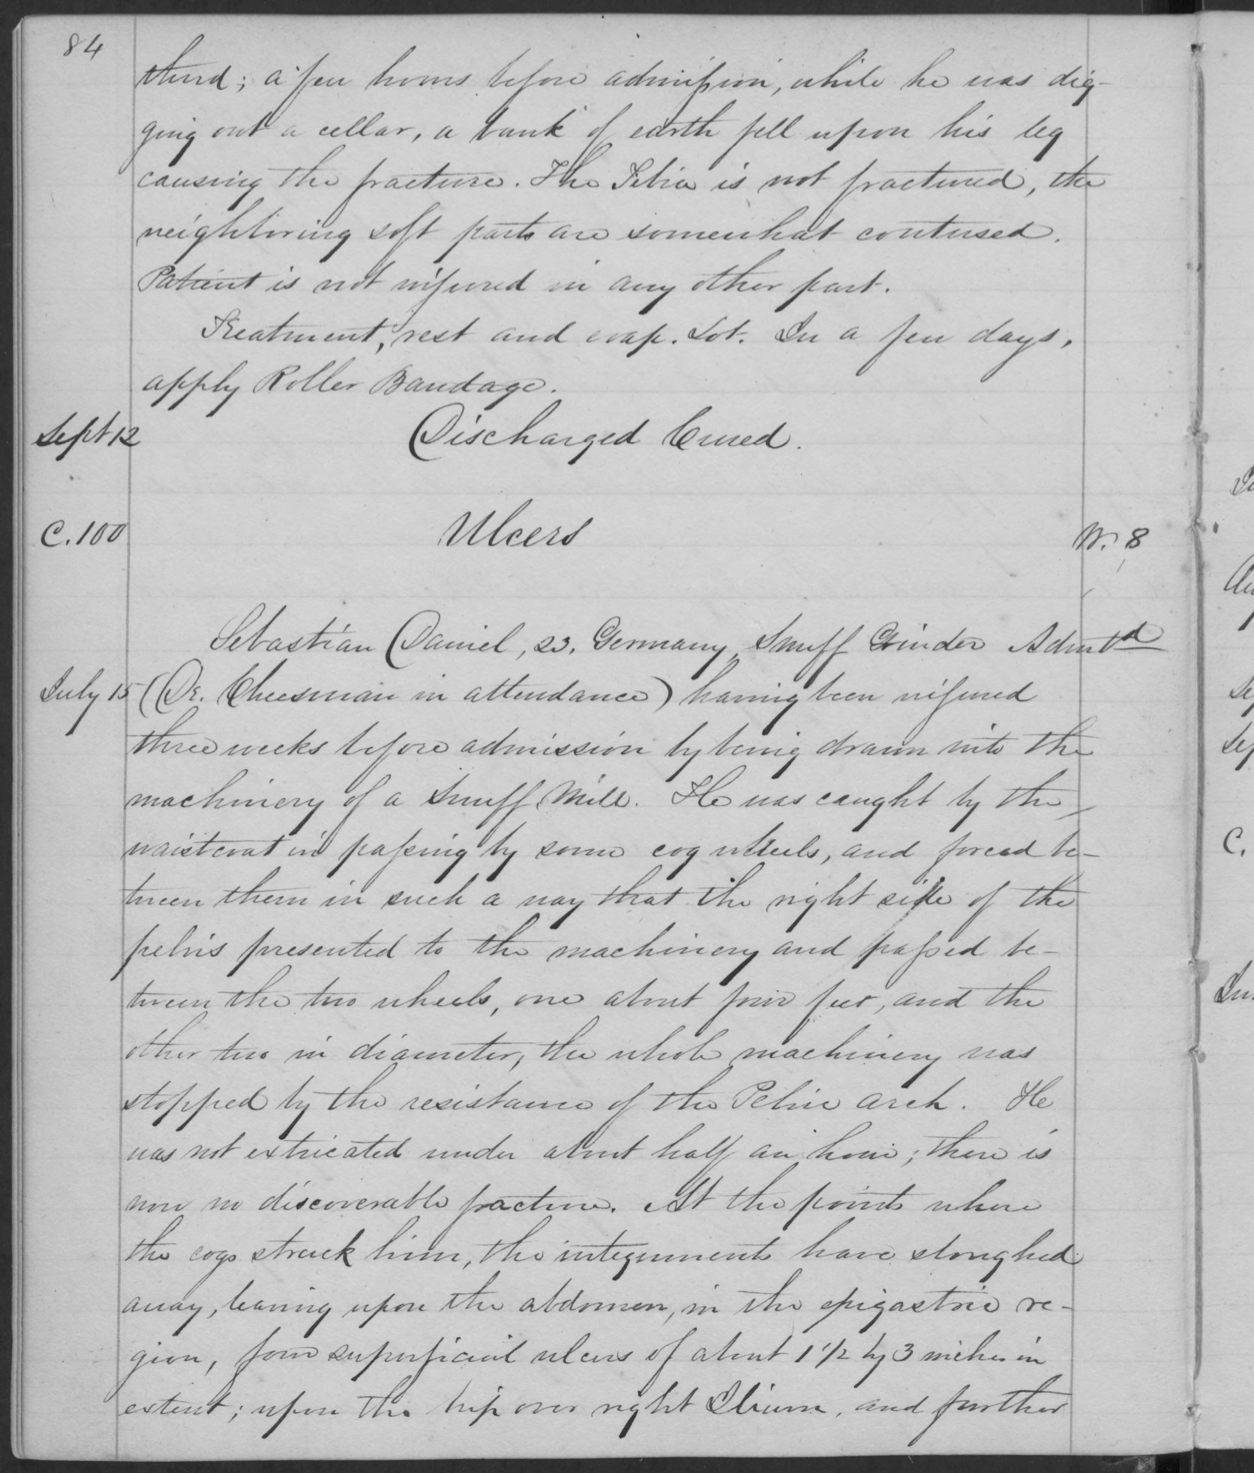 84
third; a few hours before admission, while he was dig-
ging out a cellar, a bank of earth fell upon his leg
causing the fracture. The Tibia is not fractured, the
neighboring soft parts are somewhat contused.
Patient is not injured in any other part.
Treatment, rest and evap. Lot. In a few days,
apply Roller Bandage.
Sept 12 Discharged Cured.
C. 100 Ulcers N. 8
Sebastian Daniel, 23. Germany, Snuff Grinder Admtd
July 15 (Dr. Cheesman in attendance) having been injured
three weeks before admission by being drawn into the
machinery of a Snuff Mill. He was caught by the
waistcoat in passing by some cog wheels, and forced be-
tween them in such a way that the right side of the
pelvis presented to the machinery and passed be-
tween the two wheels, one about four feet, and the
other two in diameter, the whole machinery was
stopped by the resistance of the Pelvic arch. He
was not extricated under about half an hour; there is
now no discoverable fracture. At the points where
the cogs struck him, the integuments have sloughed
away, leaving upon the abdomen, in the epigastric re-
gion, four superficial ulcers of about 1 1/2 by 3 inches in
extent; upon the hip over right Ilium, and further